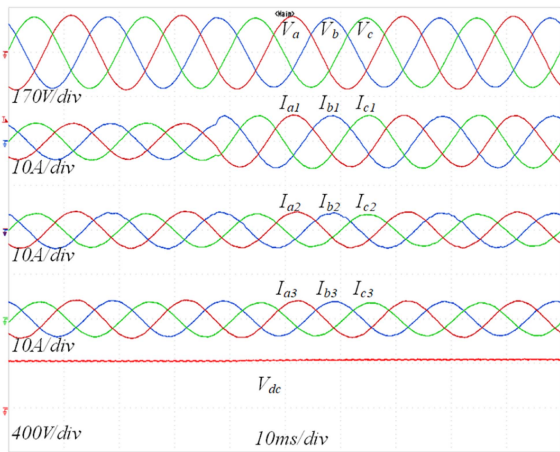 Main
Va Vb Vc
170V/div
Ia1 Ib1 Ic1
10A/div
Ia2 Ib2 Ic2
10A/div
Ia3 Ib3 Ic3
10A/div
Vdc
400V/div 10ms/div